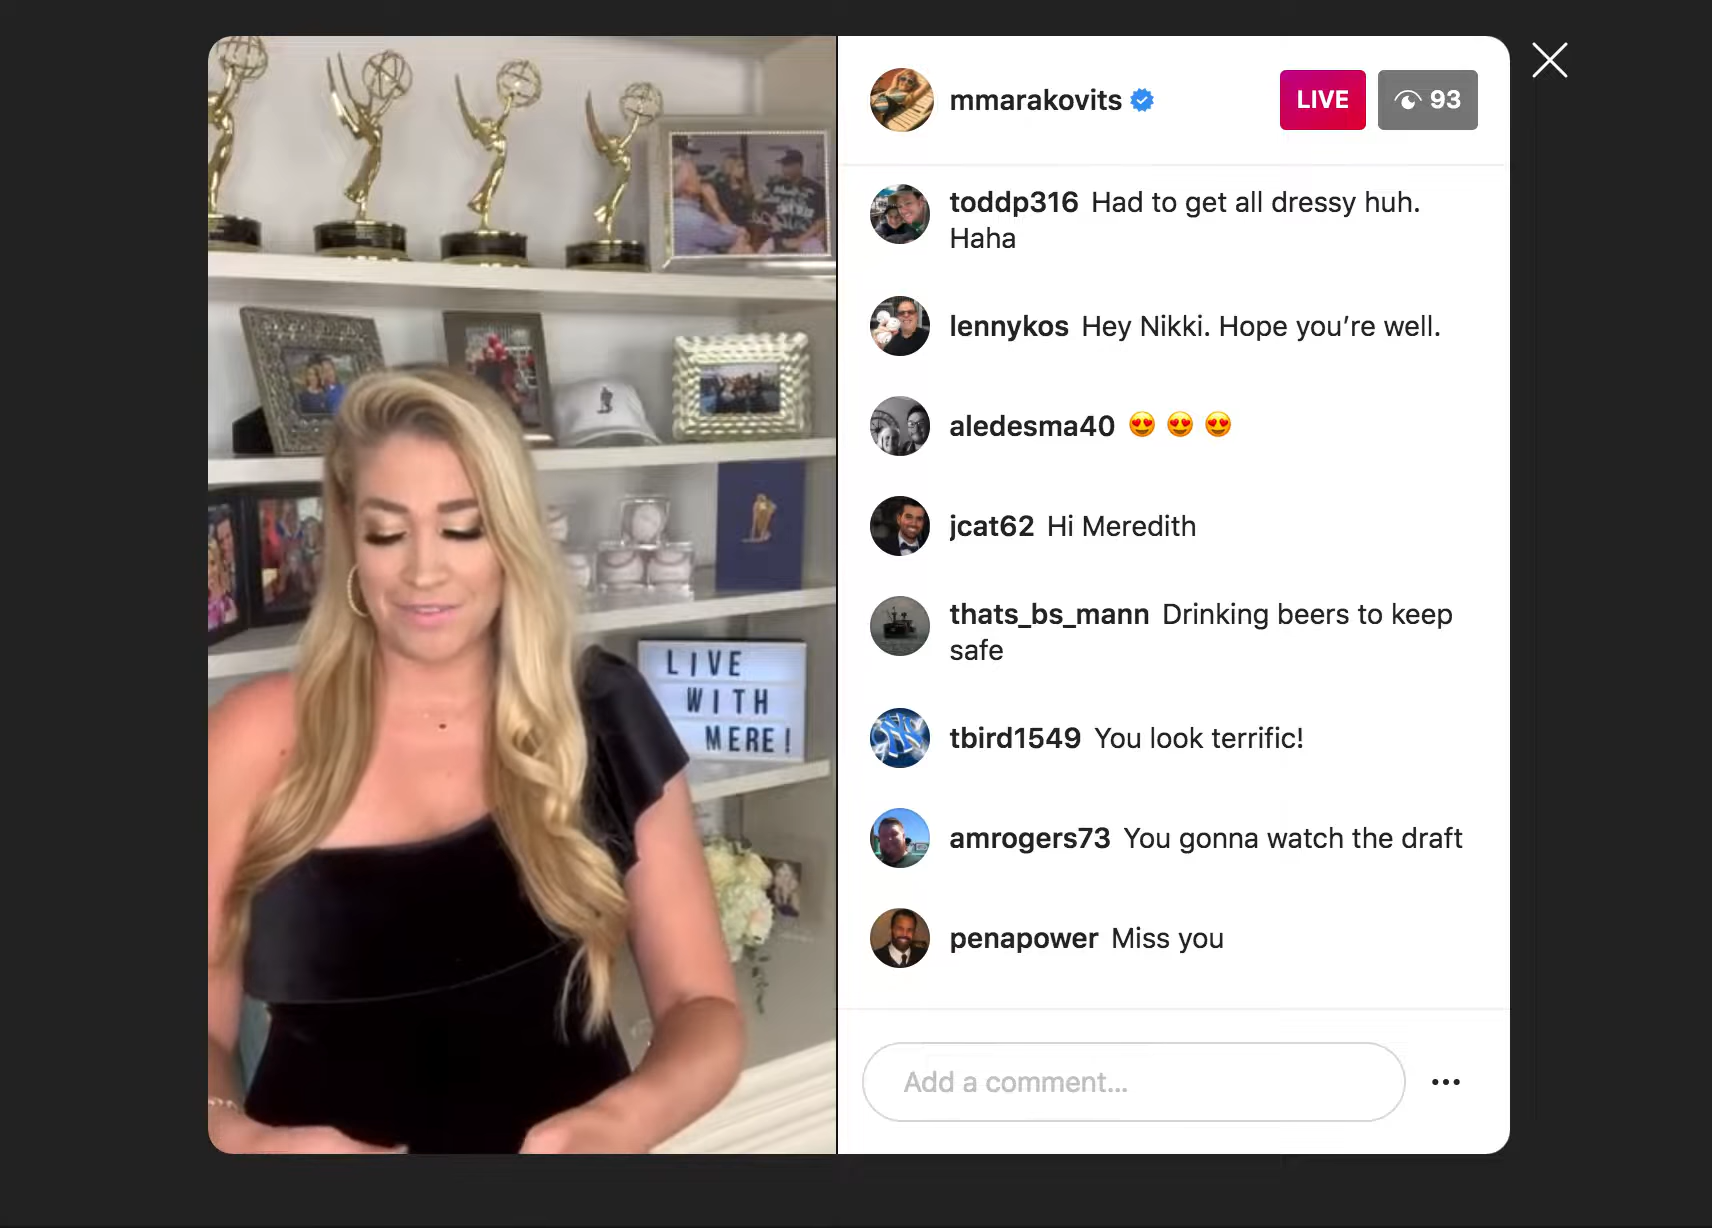 LIVE
WITH
MERE!
mmarakovits
LIVE
93
toddp316 Had to get all dressy huh.
Haha
lennykos Hey Nikki. Hope you’re well.
aledesma40 😍 😍 😍
jcat62 Hi Meredith
thats_bs_mann Drinking beers to keep
safe
tbird1549 You look terrific!
amrogers73 You gonna watch the draft
penapower Miss you
Add a comment...